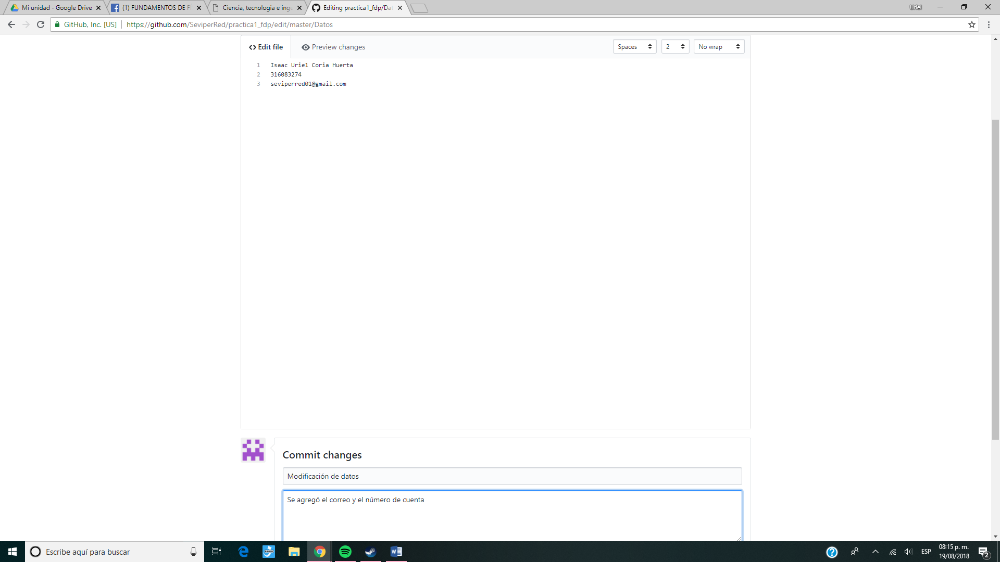 Mi unidad - Google Drive
(1) FUNDAMENTOS DE F
Ciencia, tecnologia e ing
Editing practica1_fdp/Da
Uriel
GitHub, Inc. [US]
https://github.com/SeviperRed/practica1_fdp/edit/master/Datos
Edit file
Preview changes
Spaces
2
No wrap
1 Isaac Uriel Coria Huerta
2 316083274
3 seviperred01@gmail.com
Commit changes
Modificación de datos
Se agregó el correo y el número de cuenta
Escribe aquí para buscar
ESP
08:15 p. m.
19/08/2018
2